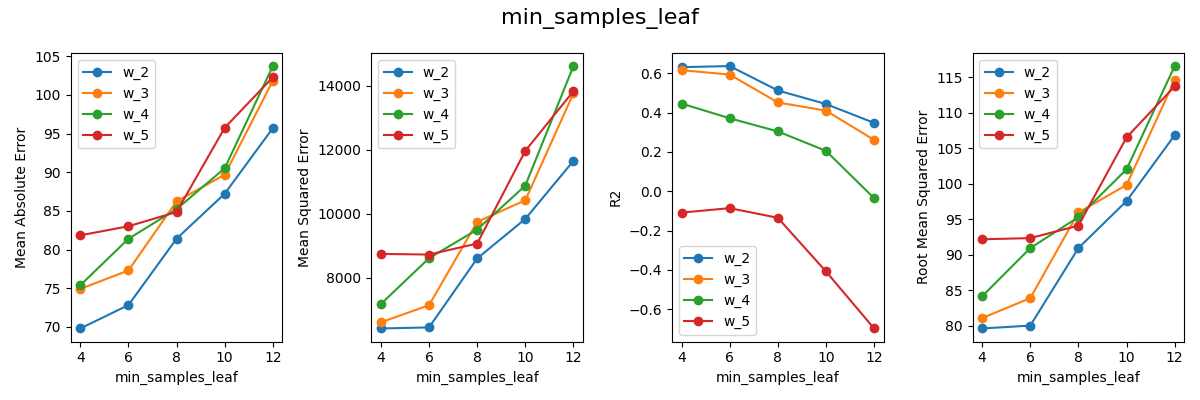 min_samples_leaf
Mean Absolute Error
105
100
95
90
85
80
75
70
w_2
w_3
w_4
w_5
4 6 8 10 12
min_samples_leaf
Mean Squared Error
14000
12000
10000
8000
w_2
w_3
w_4
w_5
4 6 8 10 12
min_samples_leaf
R2
0.6
0.4
0.2
0.0
−0.2
−0.4
−0.6
w_2
w_3
w_4
w_5
4 6 8 10 12
min_samples_leaf
Root Mean Squared Error
115
110
105
100
95
90
85
80
w_2
w_3
w_4
w_5
4 6 8 10 12
min_samples_leaf